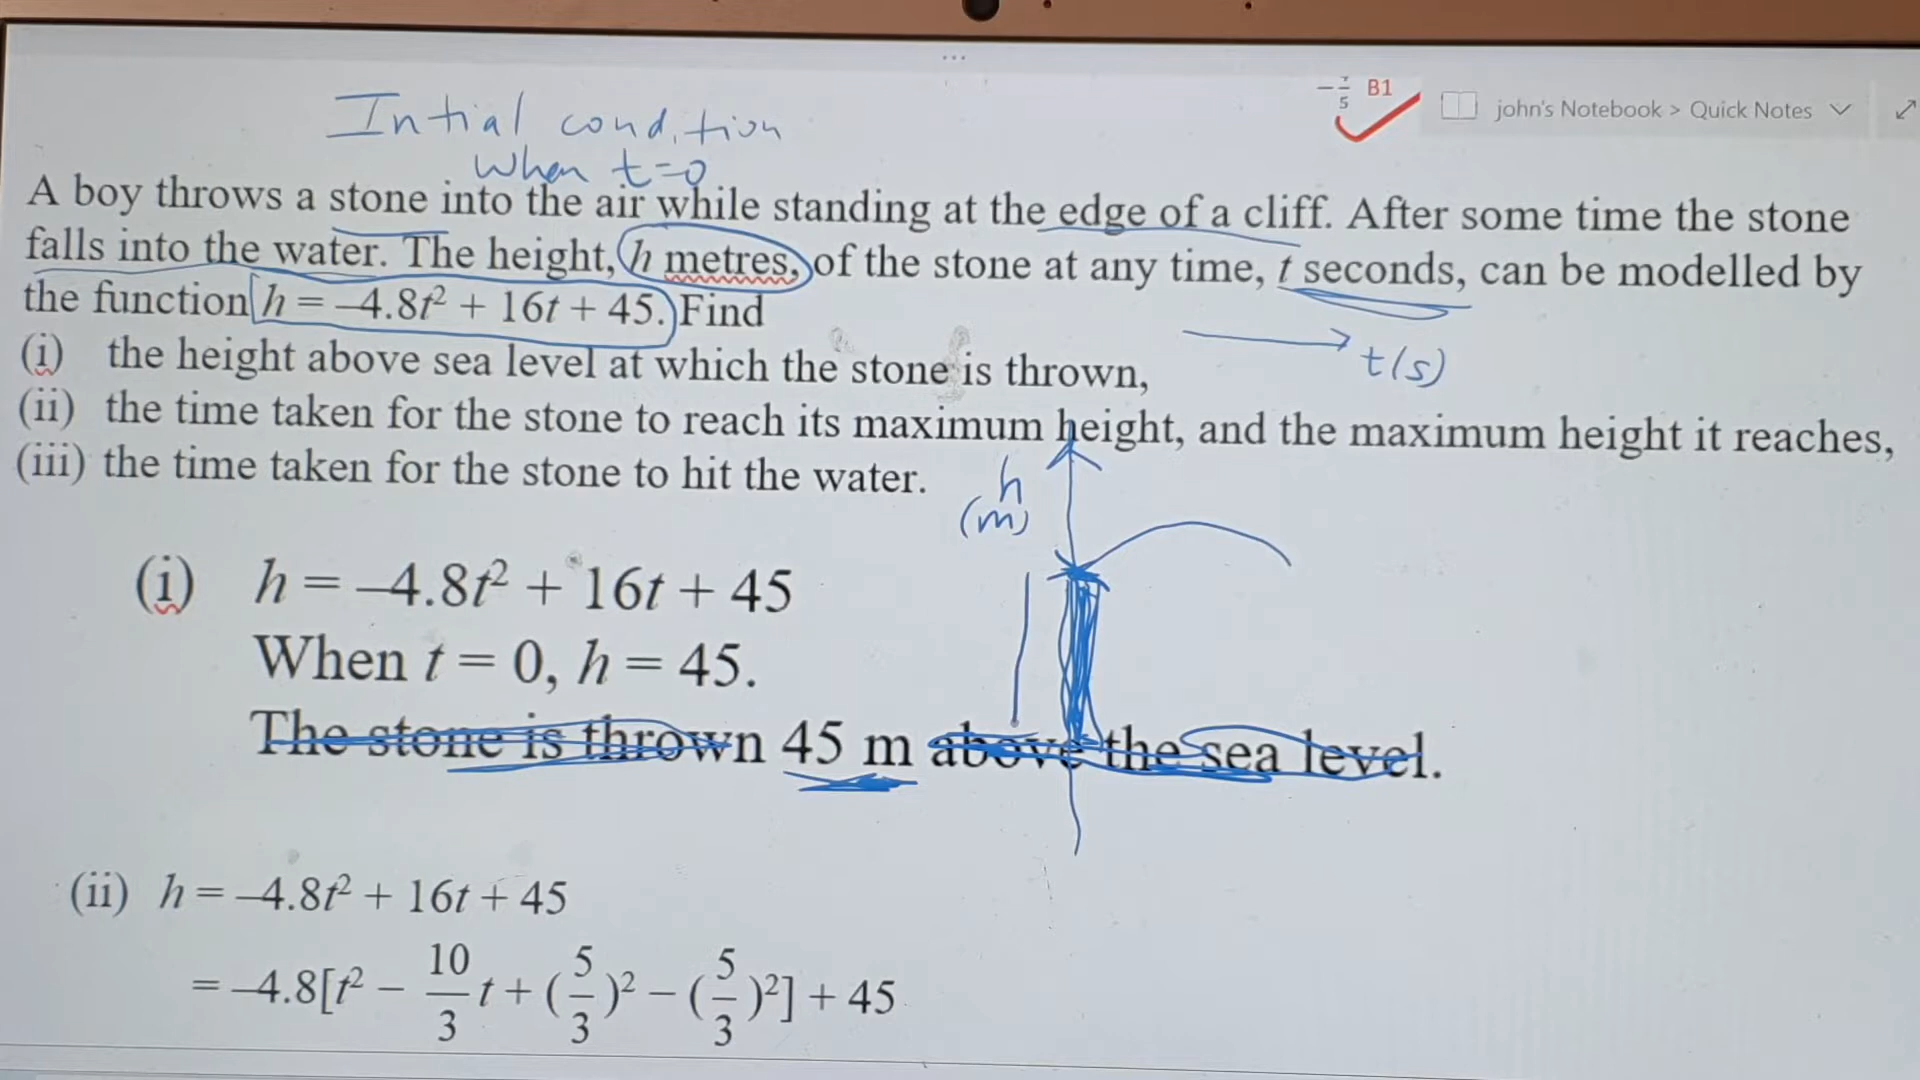 ...
B1
-7/5
john's Notebook > Quick Notes
Intial condition
When t=0
A boy throws a stone into the air while standing at the edge of a cliff. After some time the stone
falls into the water. The height, h metres, of the stone at any time, t seconds, can be modelled by
the function h = –4.8t² + 16t + 45. Find
(i) the height above sea level at which the stone is thrown,
t(s)
(ii) the time taken for the stone to reach its maximum height, and the maximum height it reaches,
(iii) the time taken for the stone to hit the water.
h
(m)
(i) h = –4.8t² + 16t + 45
When t = 0, h = 45.
The stone is thrown 45 m above the sea level.
(ii) h = –4.8t² + 16t + 45
= –4.8[t² – 10/3 t + (5/3)² – (5/3)²] + 45